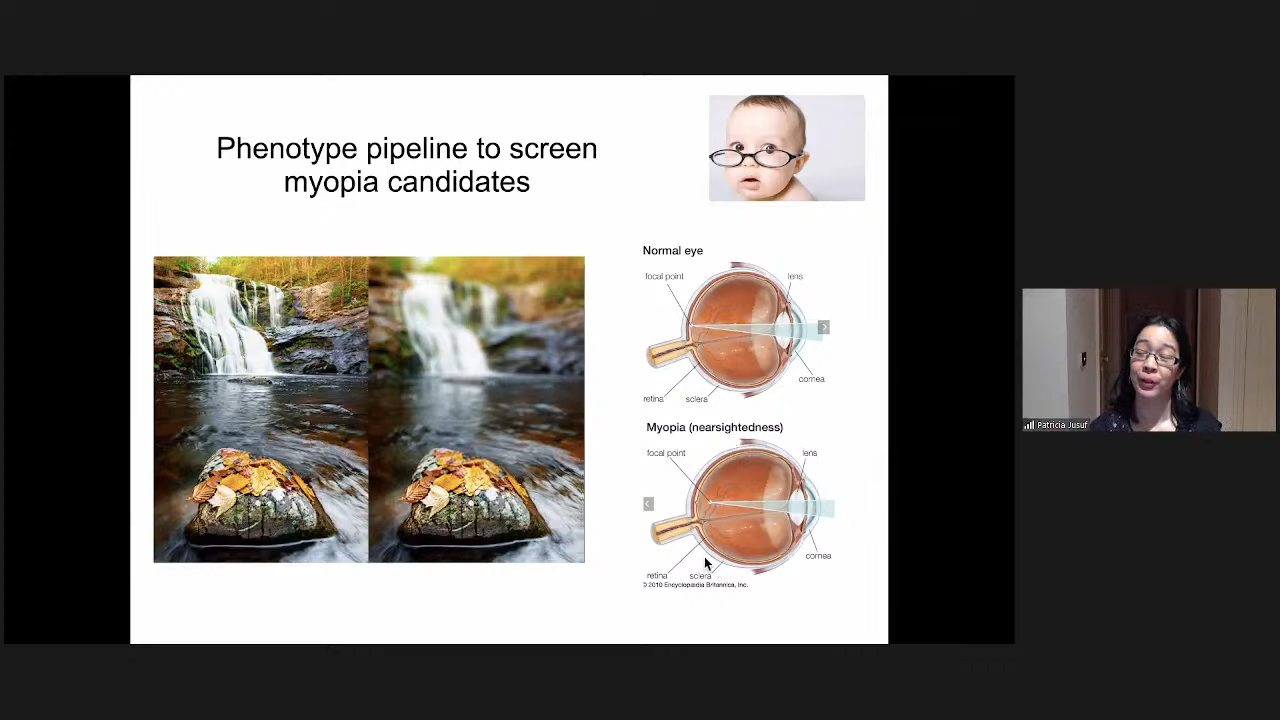 Phenotype pipeline to screen
myopia candidates
Normal eye
focal point
lens
cornea
retina
sclera
Myopia (nearsightedness)
focal point
lens
cornea
retina
sclera
© 2010 Encyclopædia Britannica, Inc.
Patricia Jusuf